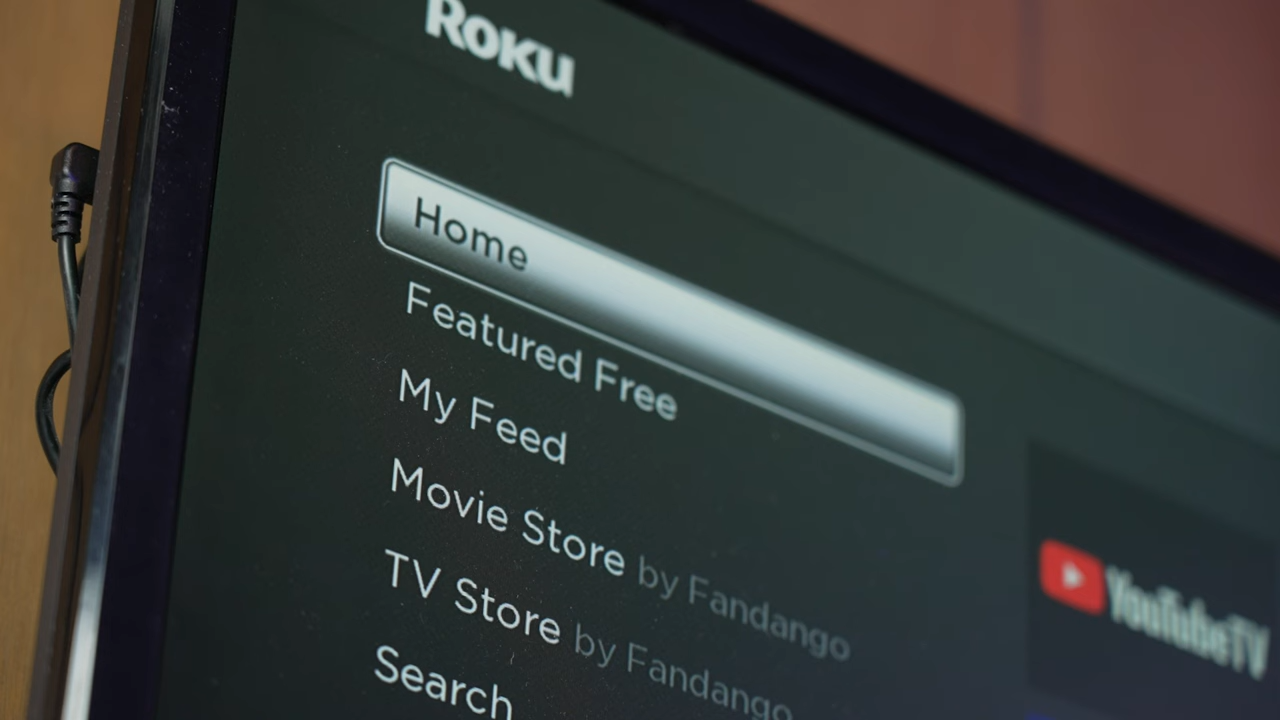 Roku
Home
Featured Free
My Feed
Movie Store by Fandango
TV Store by Fandango
Search
YouTubeTV